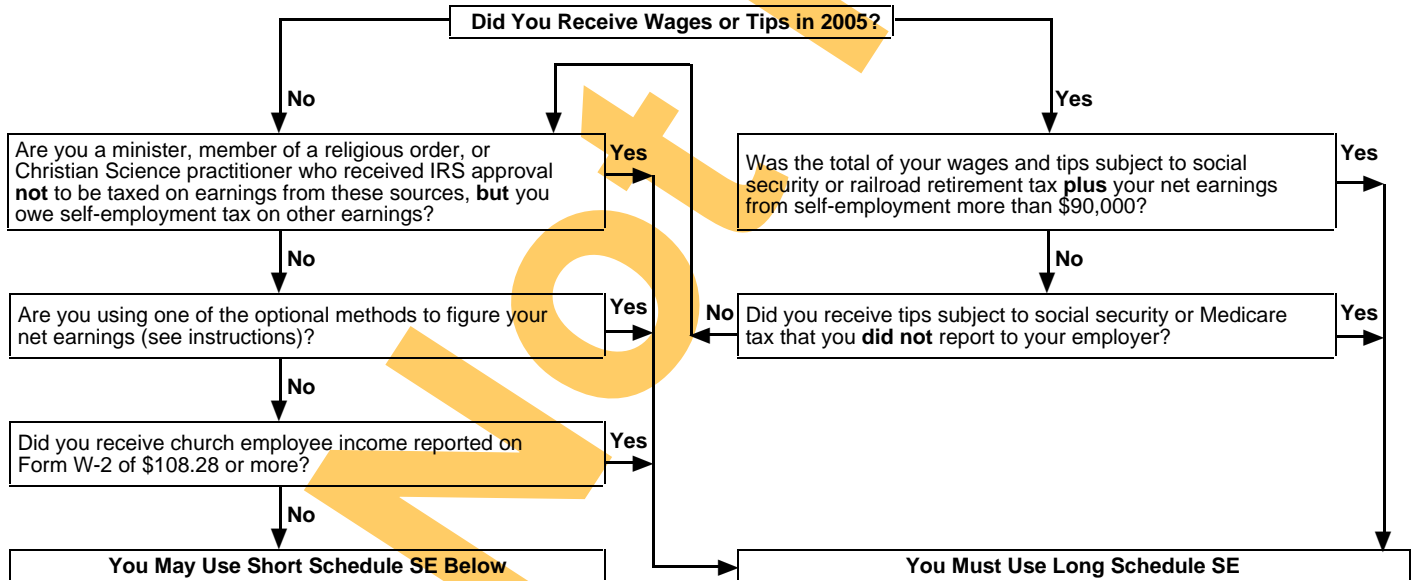 Did You Receive Wages or Tips in 2005?
No
Yes
Are you a minister, member of a religious order, or
Christian Science practitioner who received IRS approval
not to be taxed on earnings from these sources, but you
owe self-employment tax on other earnings?
Yes
Was the total of your wages and tips subject to social
security or railroad retirement tax plus your net earnings
from self-employment more than $90,000?
Yes
No
No
Are you using one of the optional methods to figure your
net earnings (see instructions)?
Yes
No
Did you receive tips subject to social security or Medicare
tax that you did not report to your employer?
Yes
No
Did you receive church employee income reported on
Form W-2 of $108.28 or more?
Yes
No
You May Use Short Schedule SE Below
You Must Use Long Schedule SE
Not